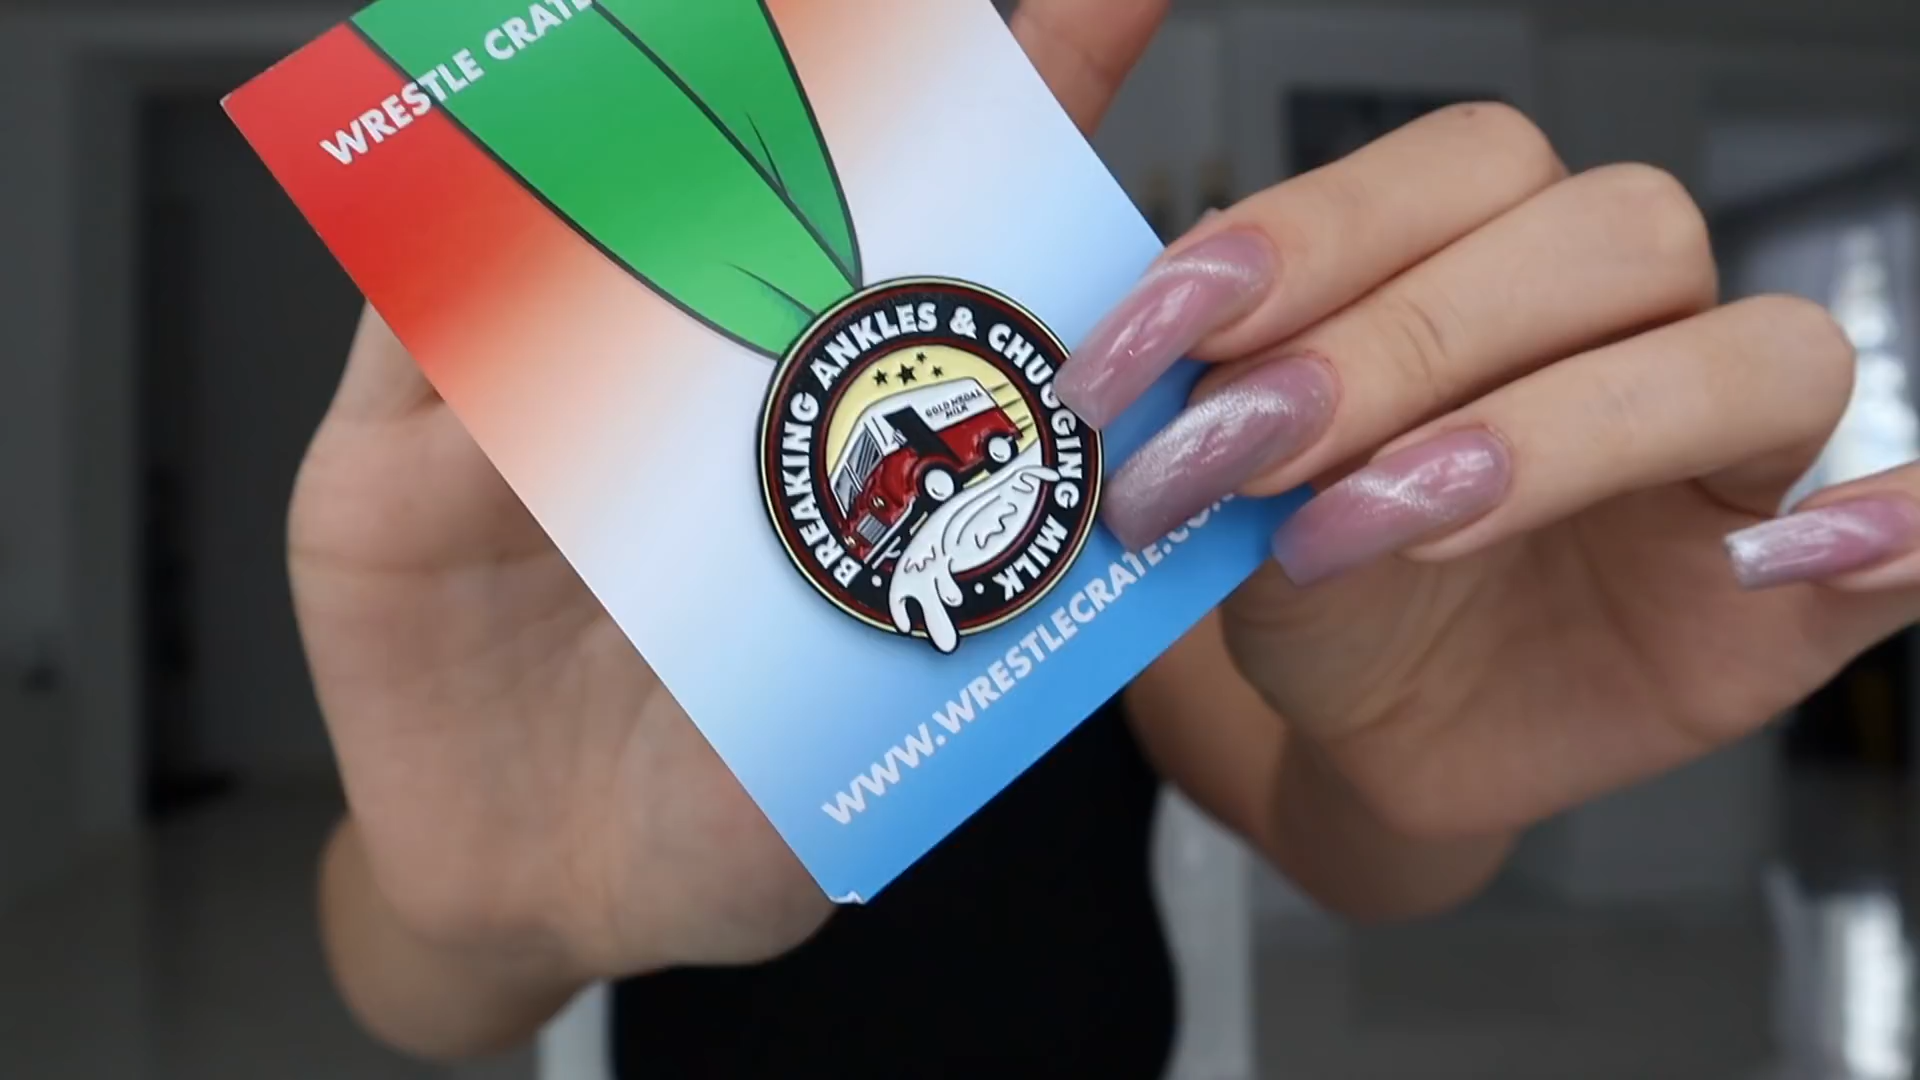 WRESTLE CRATE
BREAKING ANKLES & CHUGGING MILK
GOLD MEDAL
MILK
WWW.WRESTLECRATE.CO